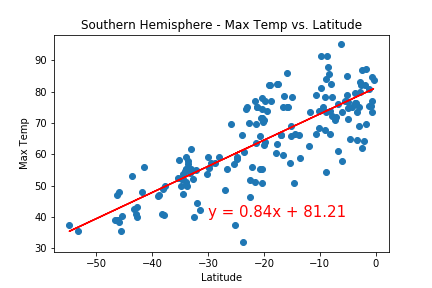 Southern Hemisphere - Max Temp vs. Latitude
90
80
70
60
50
40
30
Max Temp
y = 0.84x + 81.21
−50 −40 −30 −20 −10 0
Latitude